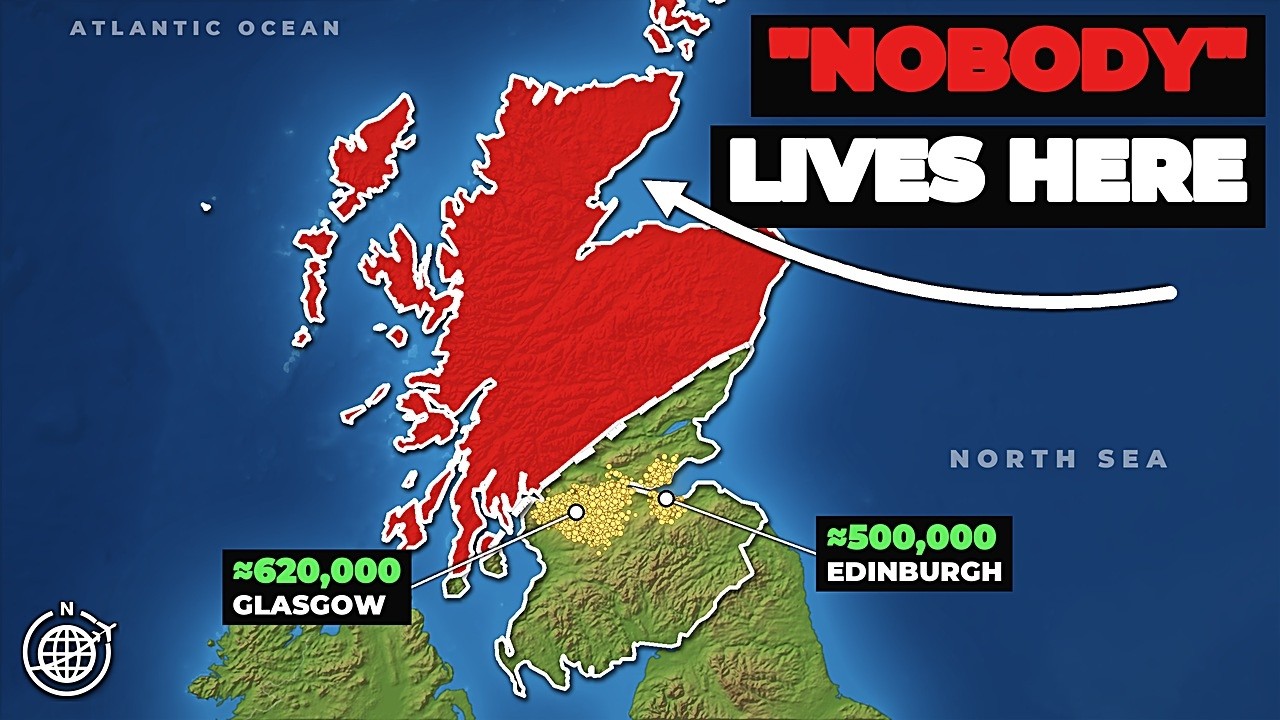 ATLANTIC OCEAN
"NOBODY"
LIVES HERE
NORTH SEA
≈500,000
EDINBURGH
≈620,000
GLASGOW
N